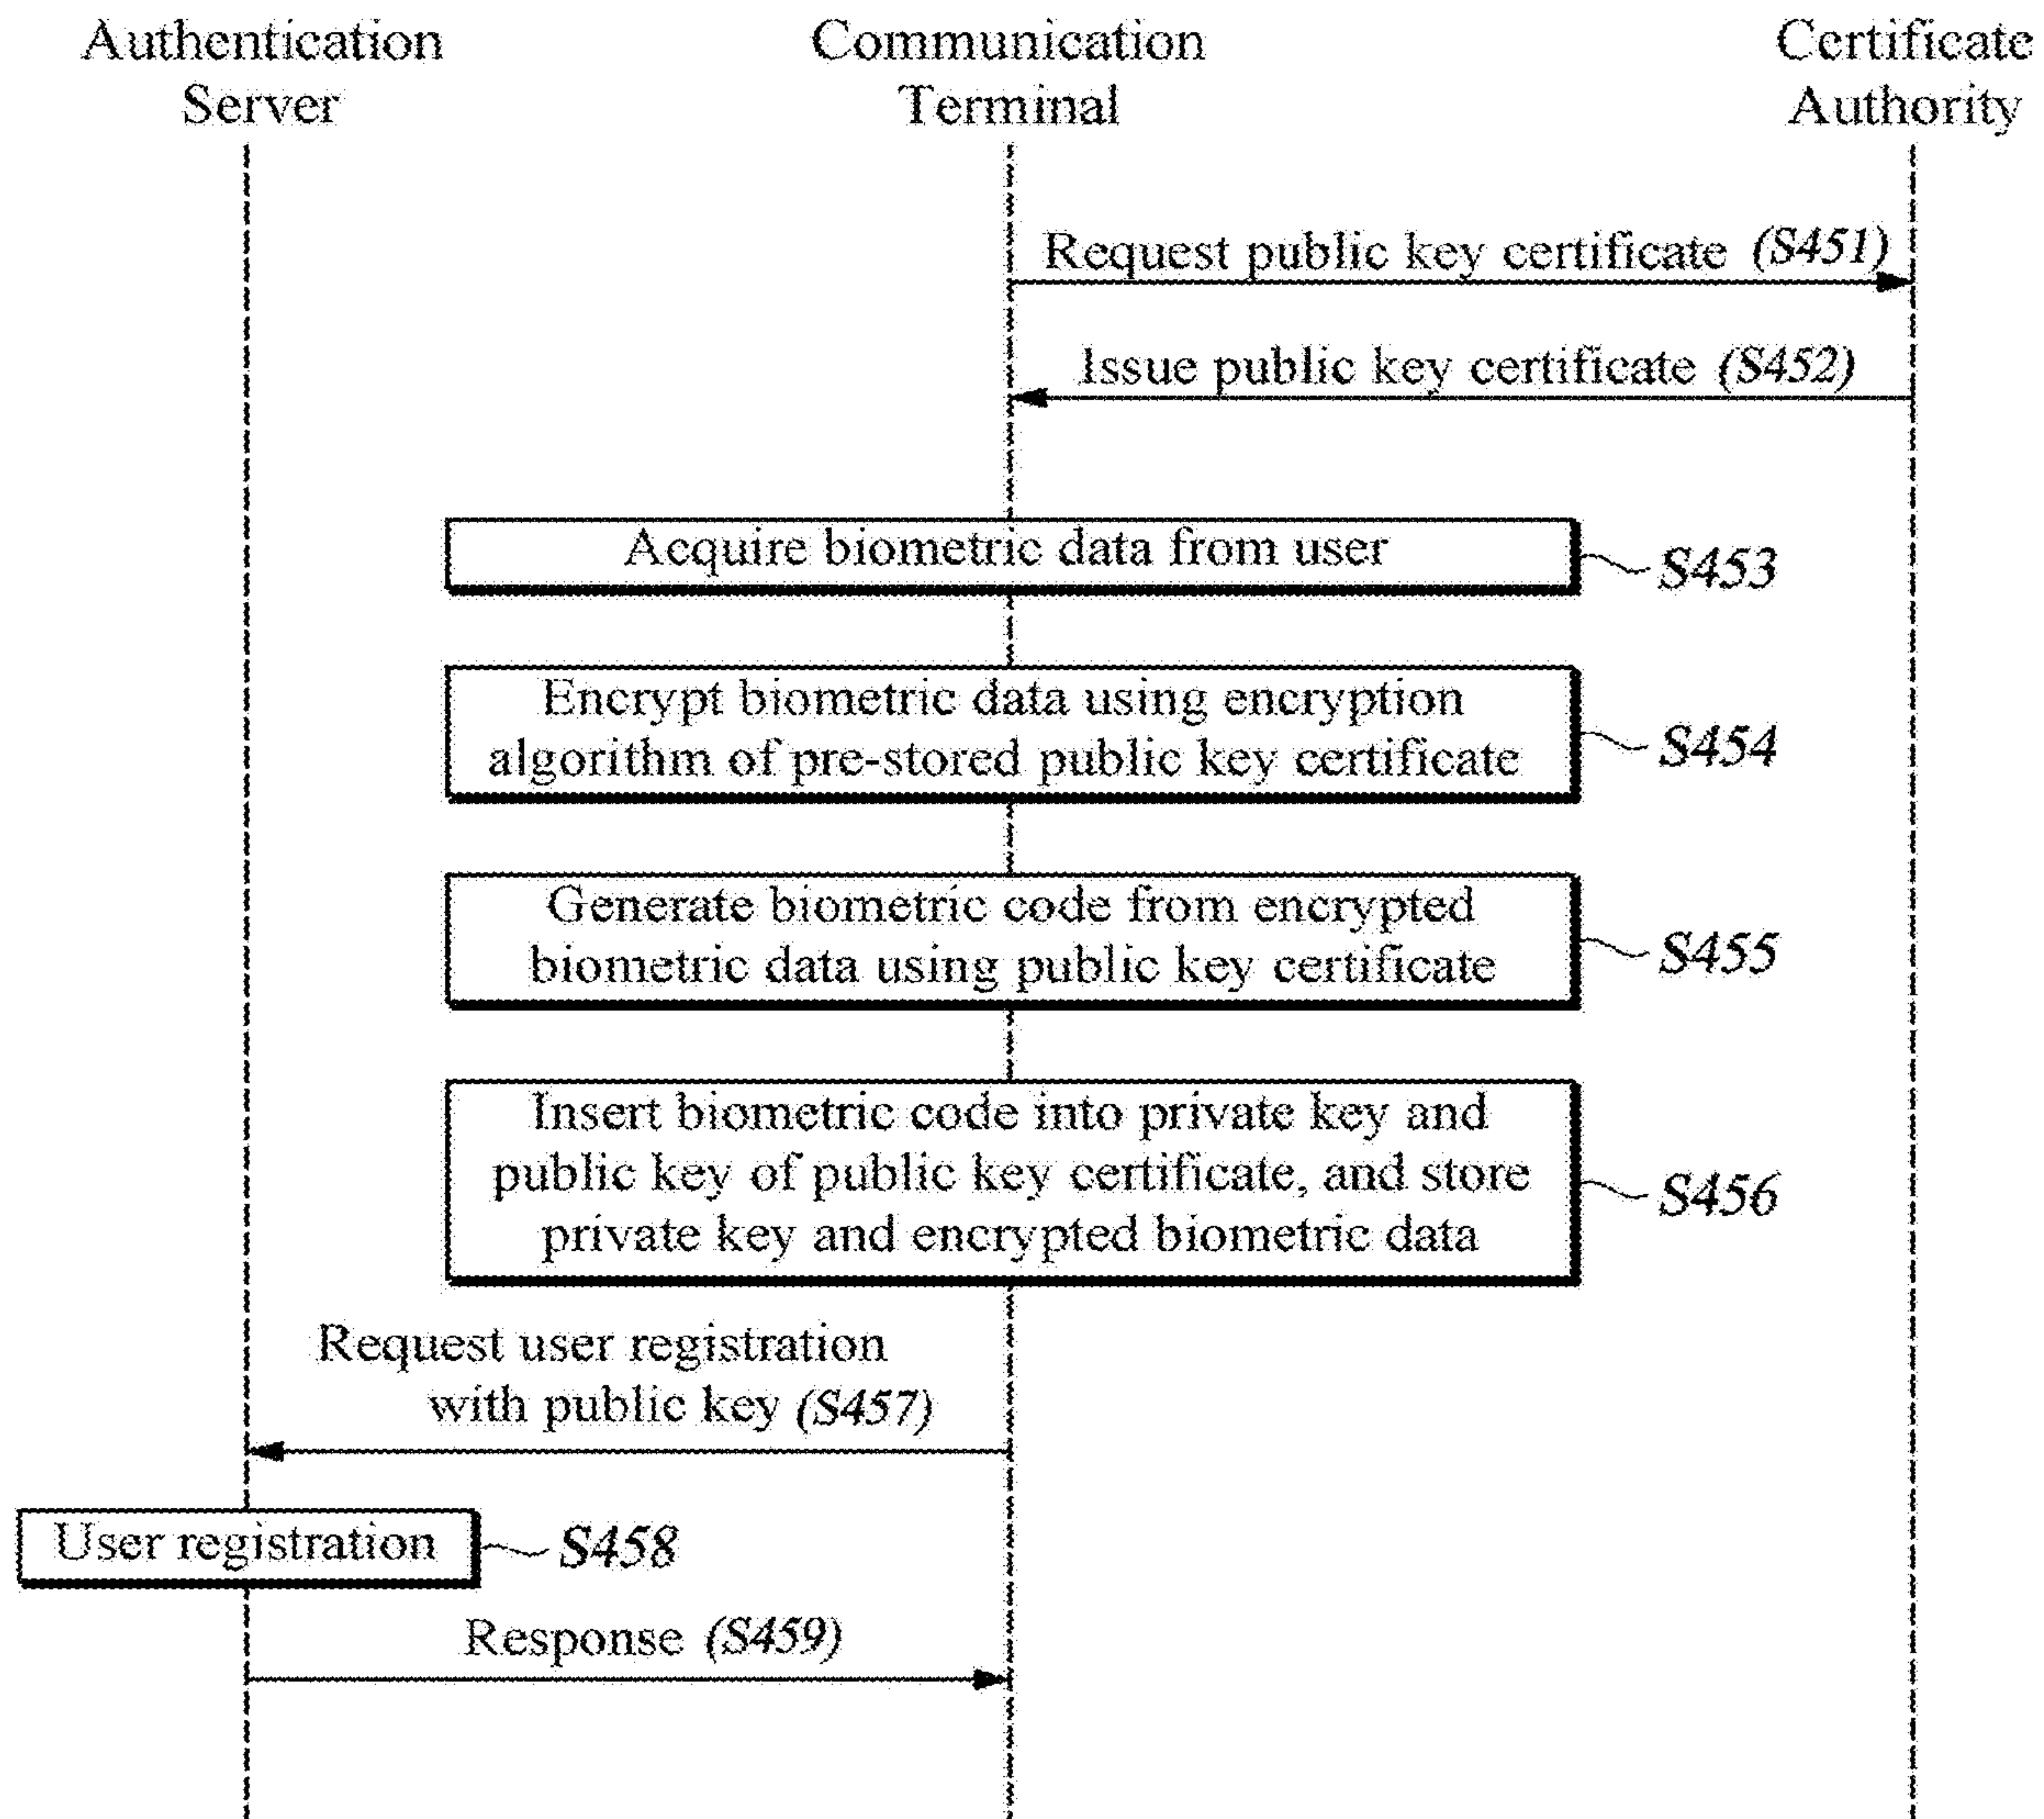 Authentication
Server
Communication
Terminal
Certificate
Authority
Request public key certificate (S451)
Issue public key certificate (S452)
Acquire biometric data from user
S453
Encrypt biometric data using encryption
algorithm of pre-stored public key certificate
S454
Generate biometric code from encrypted
biometric data using public key certificate
S455
Insert biometric code into private key and
public key of public key certificate, and store
private key and encrypted biometric data
S456
Request user registration
with public key (S457)
User registration
S458
Response (S459)